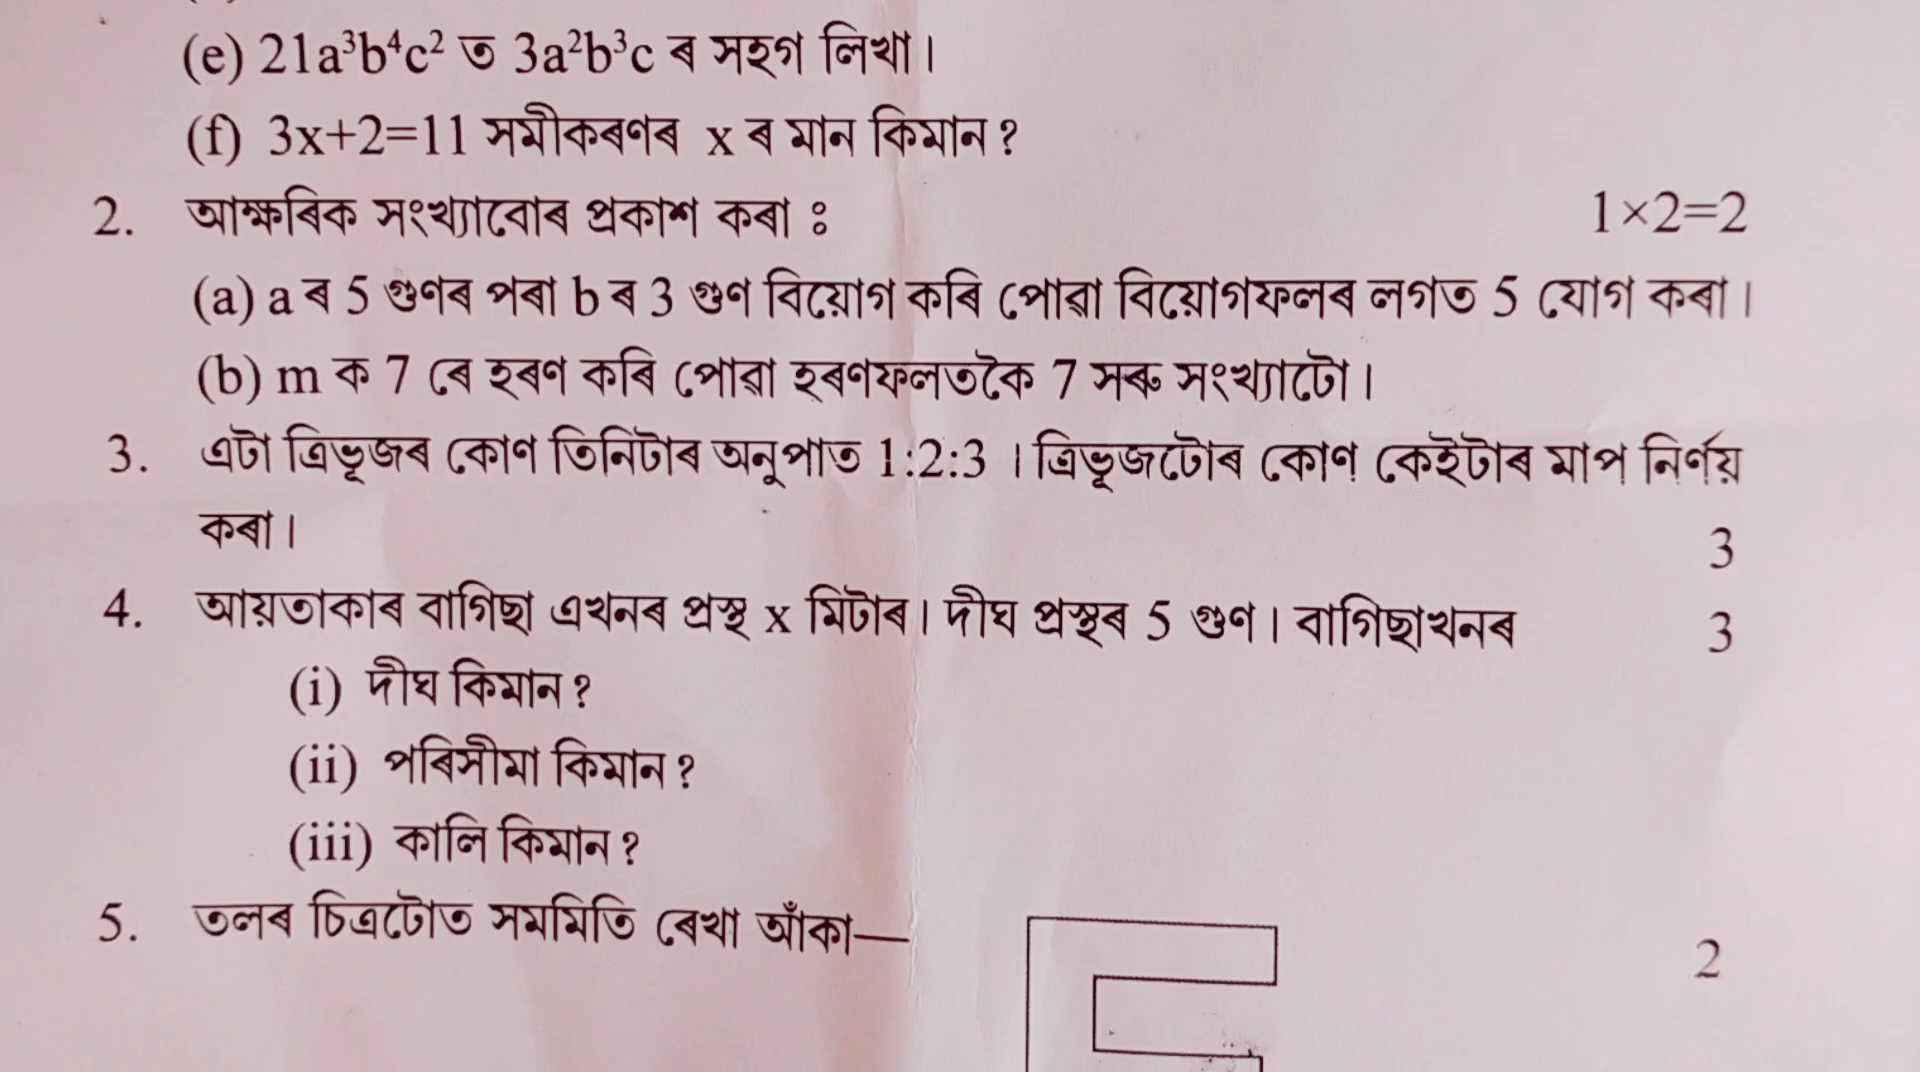 (e) 21a³b⁴c² ত 3a²b³c ৰ সহগ লিখা।
(f) 3x+2=11 সমীকৰণৰ x ৰ মান কিমান ?
2. আক্ষৰিক সংখ্যাবোৰ প্ৰকাশ কৰা ঃ 1×2=2
(a) a ৰ 5 গুণৰ পৰা b ৰ 3 গুণ বিয়োগ কৰি পোৱা বিয়োগফলৰ লগত 5 যোগ কৰা।
(b) m ক 7 ৰে হৰণ কৰি পোৱা হৰণফলতকৈ 7 সৰু সংখ্যাটো।
3. এটা ত্ৰিভূজৰ কোণ তিনিটাৰ অনুপাত 1:2:3 । ত্ৰিভূজটোৰ কোণ কেইটাৰ মাপ নিৰ্ণয়
কৰা। 3
4. আয়তাকাৰ বাগিছা এখনৰ প্ৰস্থ x মিটাৰ। দীঘ প্ৰস্থৰ 5 গুণ। বাগিছাখনৰ 3
(i) দীঘ কিমান ?
(ii) পৰিসীমা কিমান ?
(iii) কালি কিমান ?
5. তলৰ চিত্ৰটোত সমমিতি ৰেখা আঁকা— 2